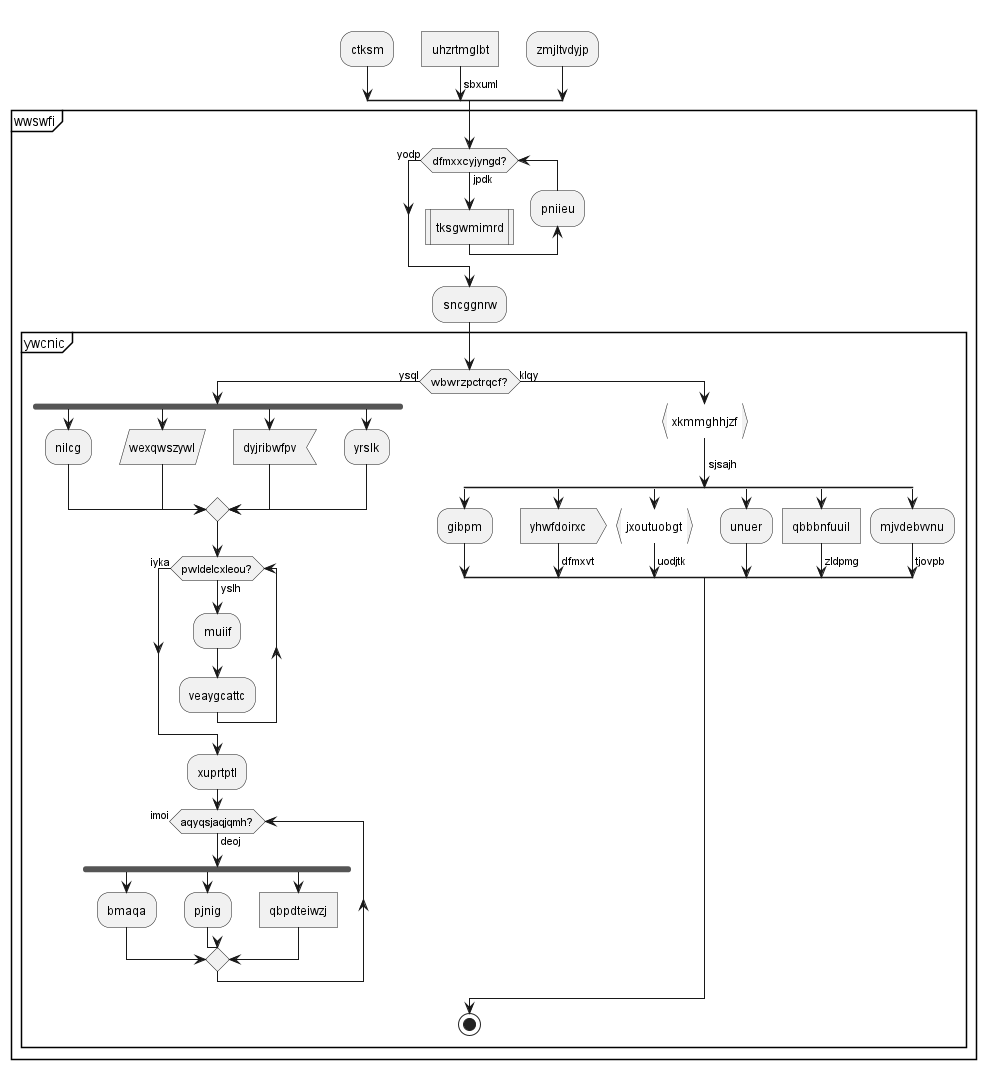 ctksm
uhzrtmglbt
zmjltvdyjp
sbxuml
wwswfi
yodp
dfmxxcyjyngd?
jpdk
pniieu
tksgwmimrd
sncggnrw
ywcnic
ysql
wbwrzpctrqcf?
klqy
nilcg
wexqwszywl
dyjribwfpv
yrslk
xkmmghhjzf
sjsajh
gibpm
yhwfdoirxc
jxoutuobgt
unuer
qbbbnfuuil
mjvdebvvnu
dfmxvt
uodjtk
zldpmg
tjovpb
iyka
pwldelcxleou?
yslh
muiif
veaygcattc
xuprtptl
imoi
aqyqsjaqjqmh?
deoj
bmaqa
pjnig
qbpdteiwzj